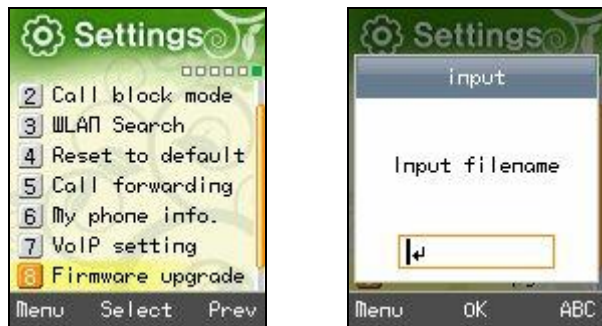 Settings
2 Call block mode
3 WLAN Search
4 Reset to default
5 Call forwarding
6 My phone info.
7 VoIP setting
8 Firmware upgrade
Menu Select Prev
Settings
input
Input filename
Menu OK ABC